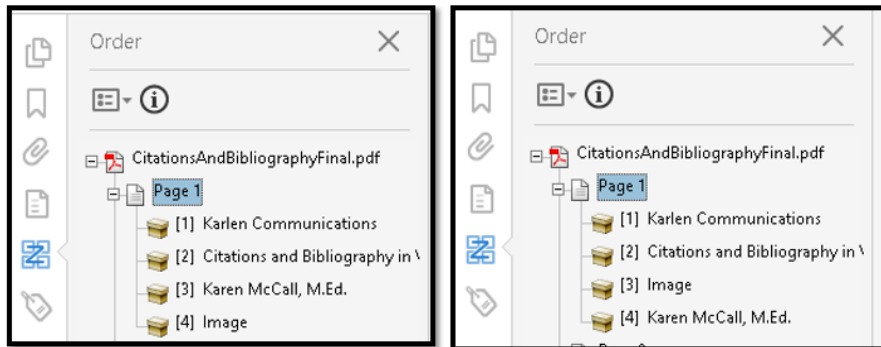 Order
CitationsAndBibliographyFinal.pdf
Page 1
[1] Karlen Communications
[2] Citations and Bibliography in
[3] Karen McCall, M.Ed.
[4] Image
Order
CitationsAndBibliographyFinal.pdf
Page 1
[1] Karlen Communications
[2] Citations and Bibliography in
[3] Image
[4] Karen McCall, M.Ed.